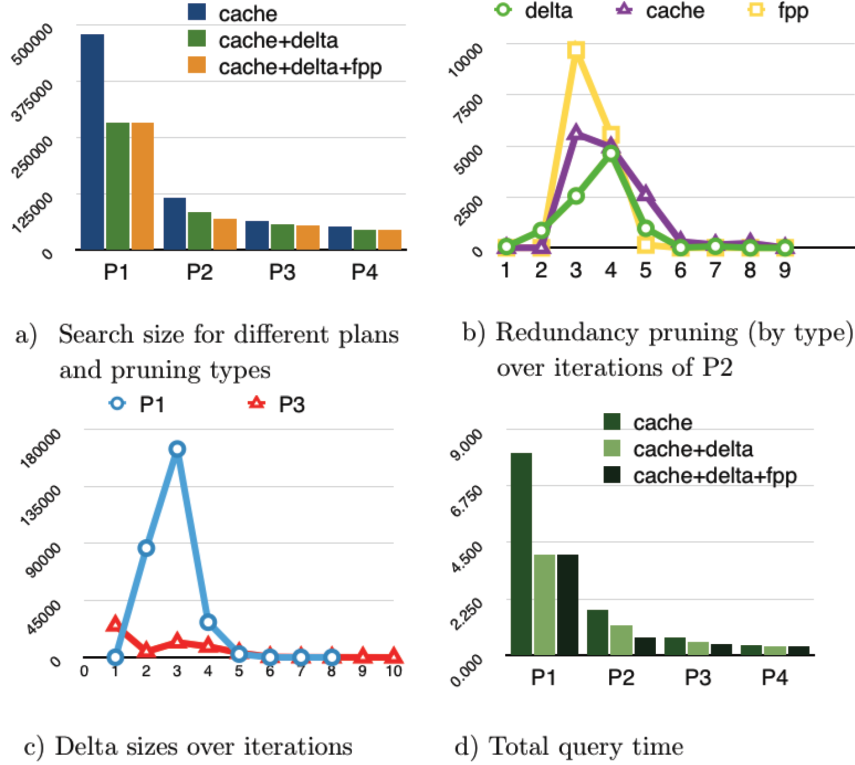 cache
cache+delta
cache+delta+fpp
500000
375000
250000
125000
0
P1 P2 P3 P4
a) Search size for different plans
and pruning types
delta cache fpp
10000
7500
5000
2500
0
1 2 3 4 5 6 7 8 9
b) Redundancy pruning (by type)
over iterations of P2
P1 P3
180000
135000
90000
45000
0
0 1 2 3 4 5 6 7 8 9 10
c) Delta sizes over iterations
cache
cache+delta
cache+delta+fpp
9.000
6.750
4.500
2.250
0.000
P1 P2 P3 P4
d) Total query time